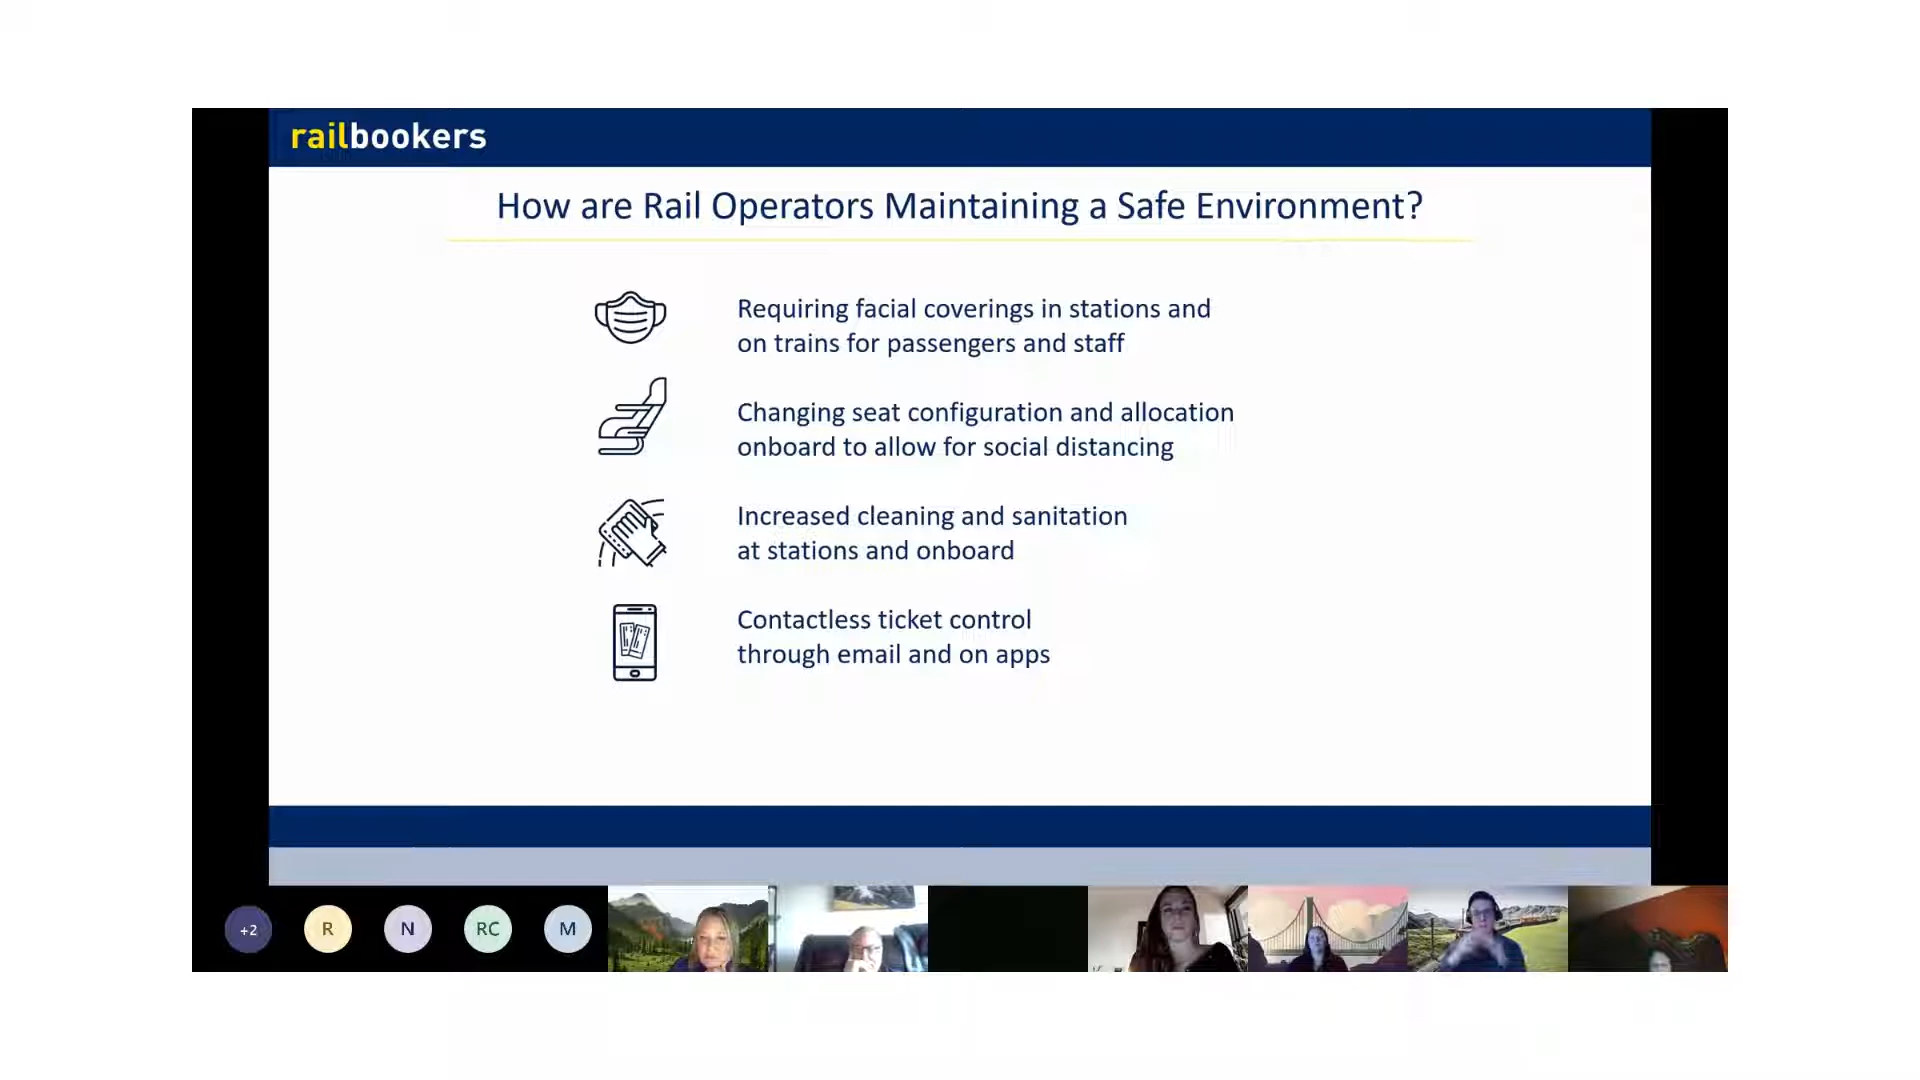 railbookers
How are Rail Operators Maintaining a Safe Environment?
Requiring facial coverings in stations and
on trains for passengers and staff
Changing seat configuration and allocation
onboard to allow for social distancing
Increased cleaning and sanitation
at stations and onboard
Contactless ticket control
through email and on apps
+2
R
N
RC
M